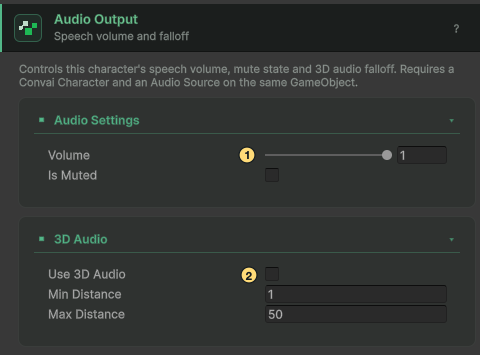 Audio Output
Speech volume and falloff
?
Controls this character's speech volume, mute state and 3D audio falloff. Requires a
Convai Character and an Audio Source on the same GameObject.
Audio Settings
Volume 1 1
Is Muted
3D Audio
Use 3D Audio 2
Min Distance 1
Max Distance 50